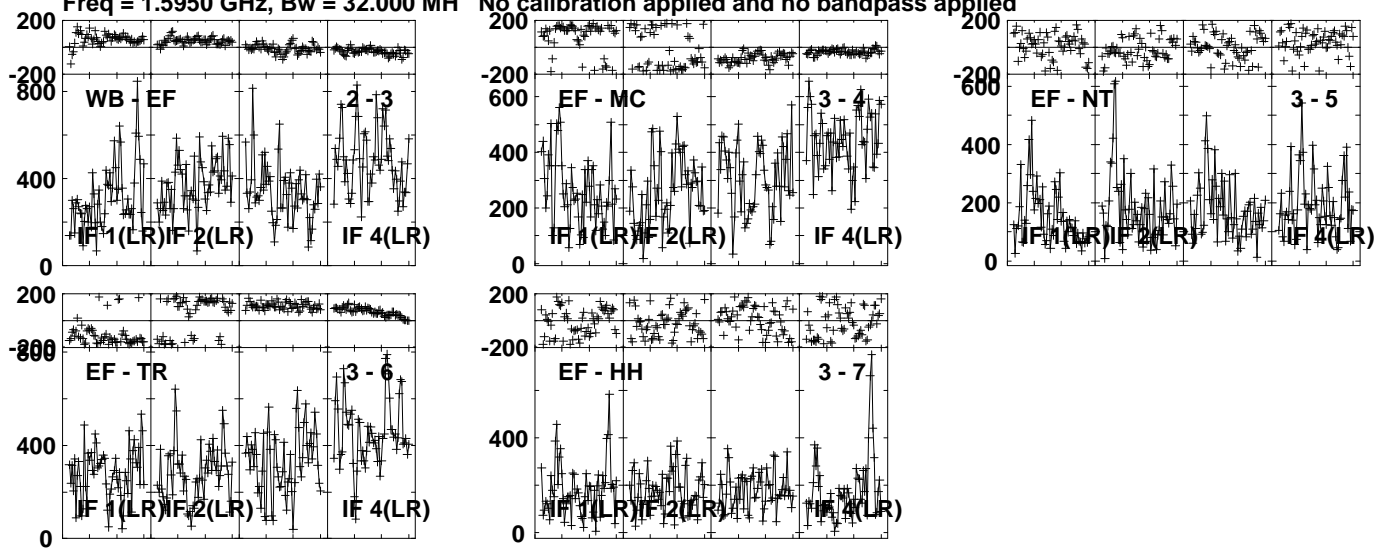 Freq = 1.5950 GHz, Bw = 32.000 MH No calibration applied and no bandpass applied
200
-200
800
400
0
WB - EF 2 - 3
IF 1(LR) IF 2(LR) IF 4(LR)
200
-200
600
400
200
0
EF - MC 3 - 4
IF 1(LR) IF 2(LR) IF 4(LR)
200
-200
600
400
200
0
EF - NT 3 - 5
IF 1(LR) IF 2(LR) IF 4(LR)
200
-200
800
400
0
EF - TR 3 - 6
IF 1(LR) IF 2(LR) IF 4(LR)
200
-200
400
0
EF - HH 3 - 7
IF 1(LR) IF 2(LR) IF 4(LR)